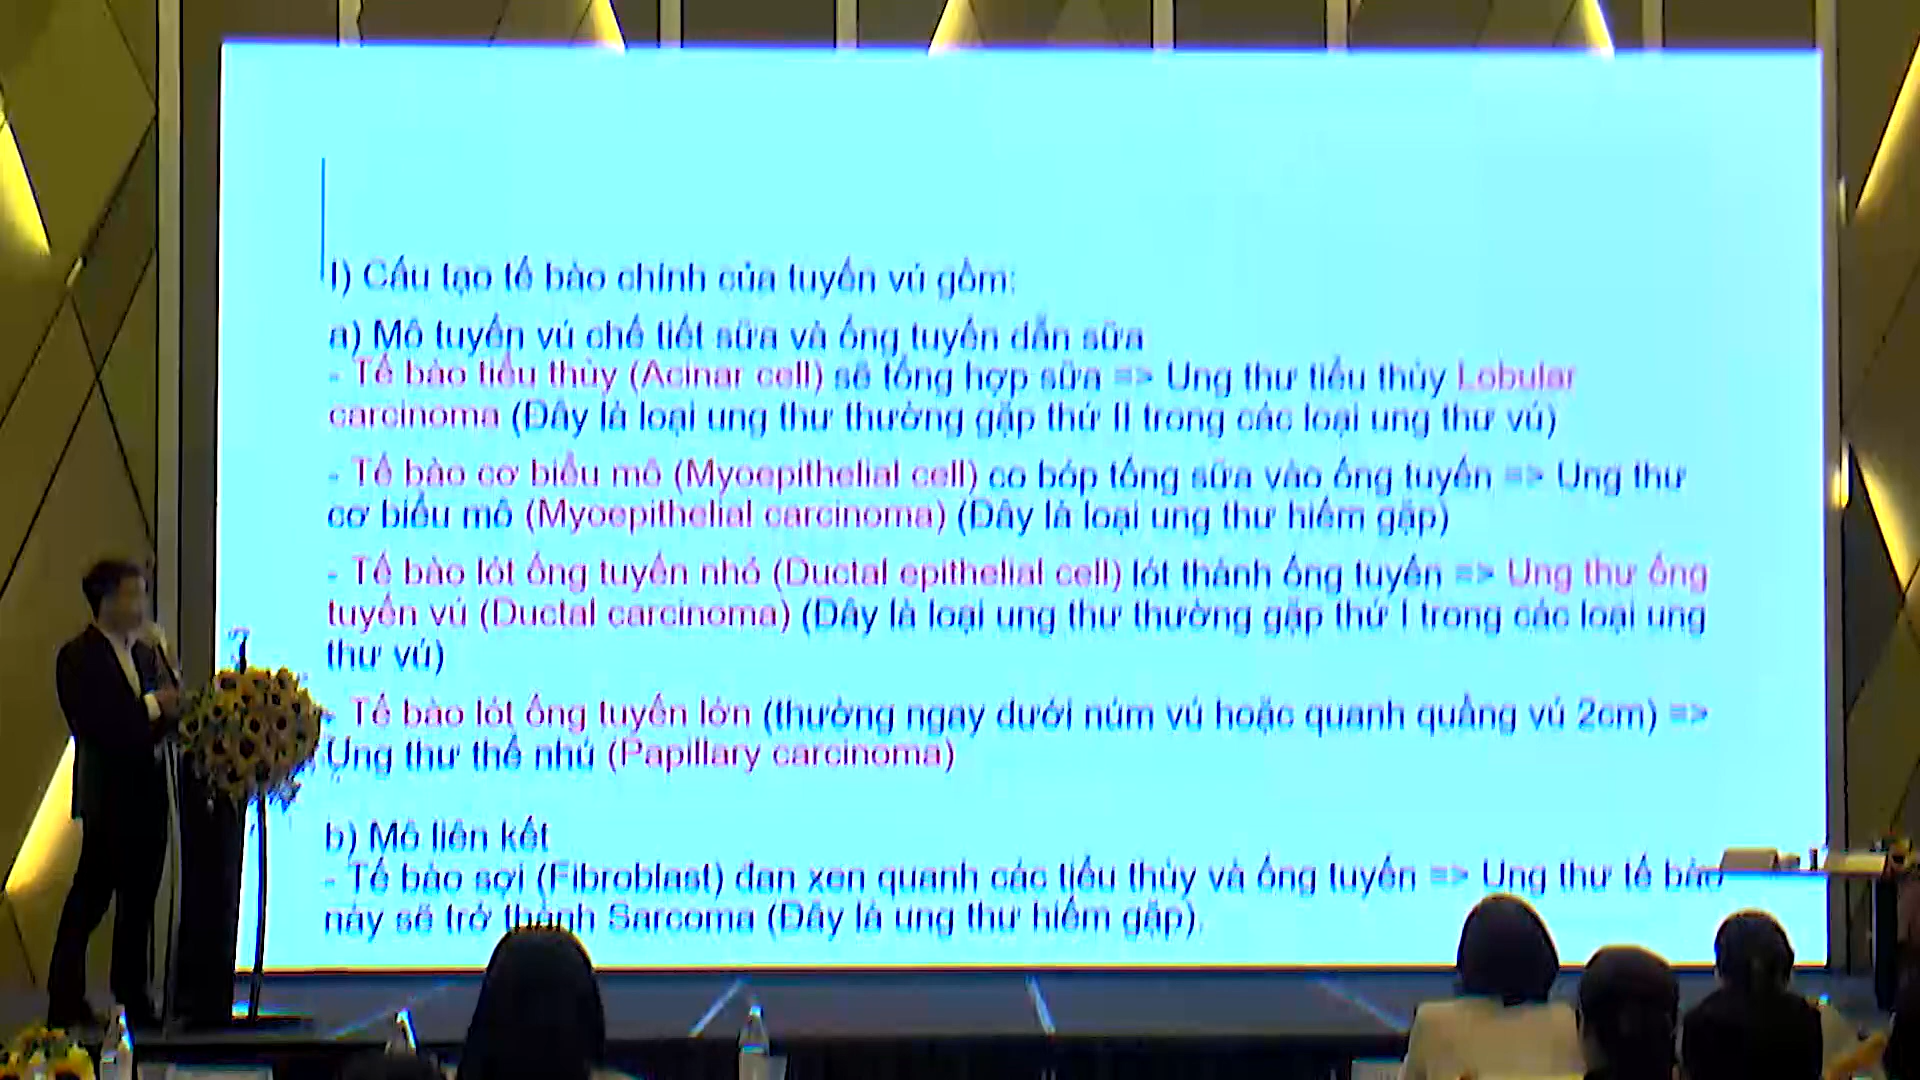 I) Cấu tạo tế bào chính của tuyến vú gồm:
a) Mô tuyến vú chế tiết sữa và ống tuyến dẫn sữa
- Tế bào tiểu thùy (Acinar cell) sẽ tổng hợp sữa => Ung thư tiểu thùy Lobular
carcinoma (Đây là loại ung thư thường gặp thứ II trong các loại ung thư vú)
- Tế bào cơ biểu mô (Myoepithelial cell) co bóp tống sữa vào ống tuyến => Ung thư
cơ biểu mô (Myoepithelial carcinoma) (Đây là loại ung thư hiếm gặp)
- Tế bào lót ống tuyến nhỏ (Ductal epithelial cell) lót thành ống tuyến => Ung thư ống
tuyến vú (Ductal carcinoma) (Đây là loại ung thư thường gặp thứ I trong các loại ung
thư vú)
- Tế bào lót ống tuyến lớn (thường ngay dưới núm vú hoặc quanh quầng vú 2cm) =>
Ung thư thể nhú (Papillary carcinoma)
b) Mô liên kết
- Tế bào sợi (Fibroblast) đan xen quanh các tiểu thùy và ống tuyến => Ung thư tế bào
này sẽ trở thành Sarcoma (Đây là ung thư hiếm gặp).